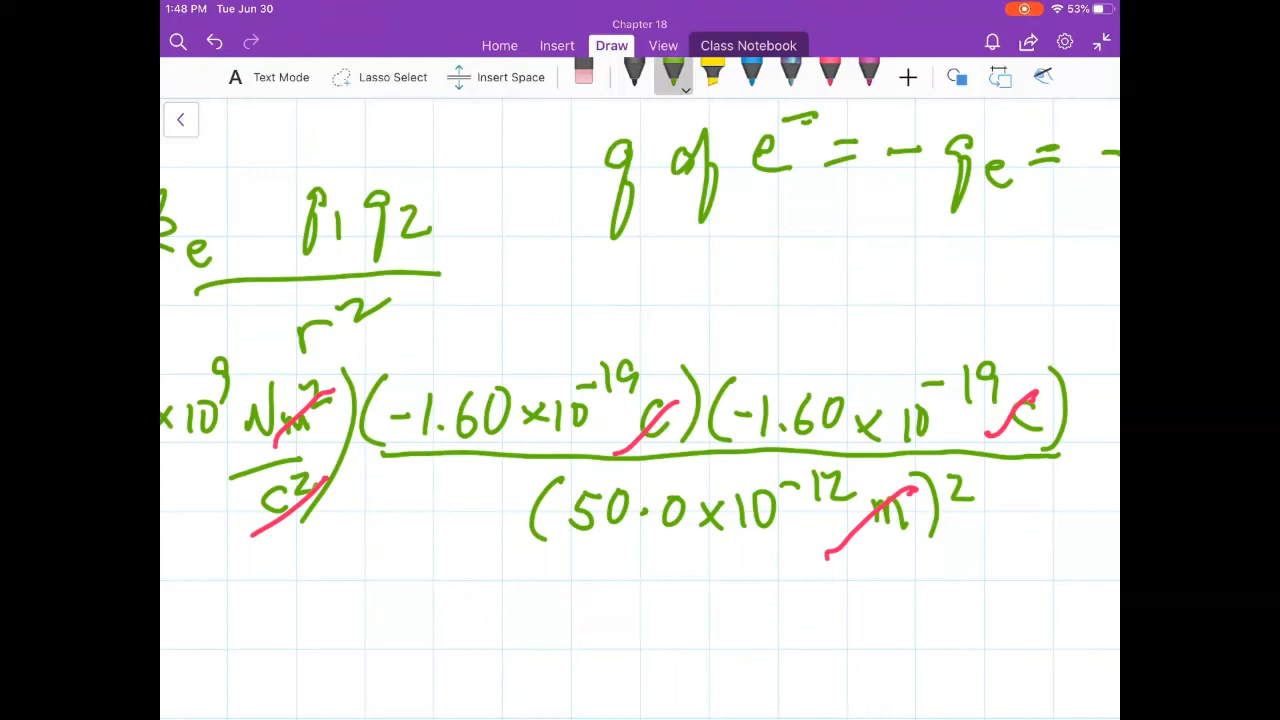 1:48 PM Tue Jun 30
53%
Chapter 18
Home Insert Draw View Class Notebook
A Text Mode Lasso Select Insert Space
q of e⁻ = - qₑ = -
e q₁ q₂
r²
×10⁹ Nm²) (-1.60×10⁻¹⁹ C) (-1.60 × 10⁻¹⁹ C)
C² (50.0×10⁻¹² m)²